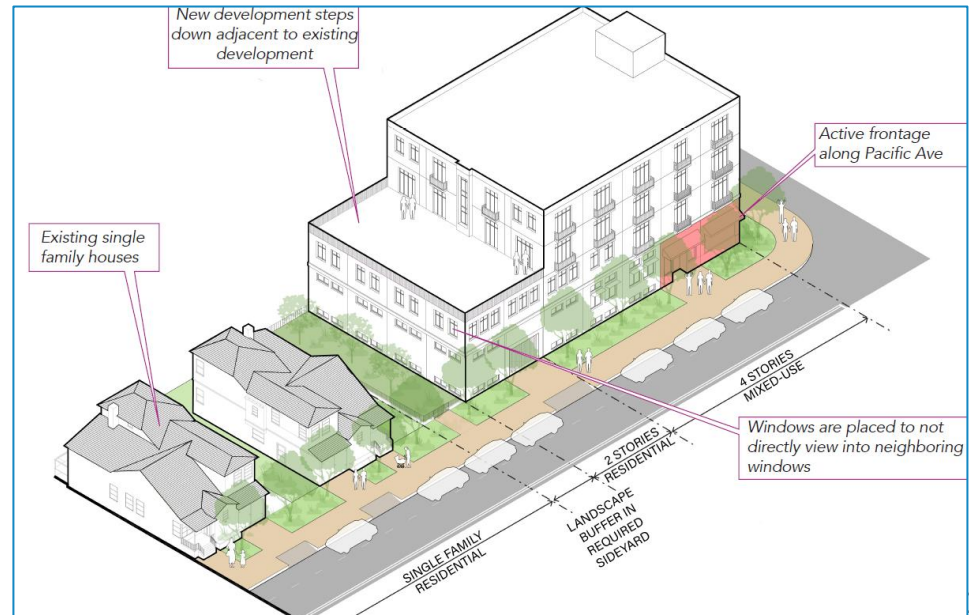 New development steps
down adjacent to existing
development
Active frontage
along Pacific Ave
Existing single
family houses
4 STORIES
MIXED-USE
Windows are placed to not
directly view into neighboring
windows
2 STORIES
RESIDENTIAL
LANDSCAPE
BUFFER IN
REQUIRED
SIDEYARD
SINGLE FAMILY
RESIDENTIAL